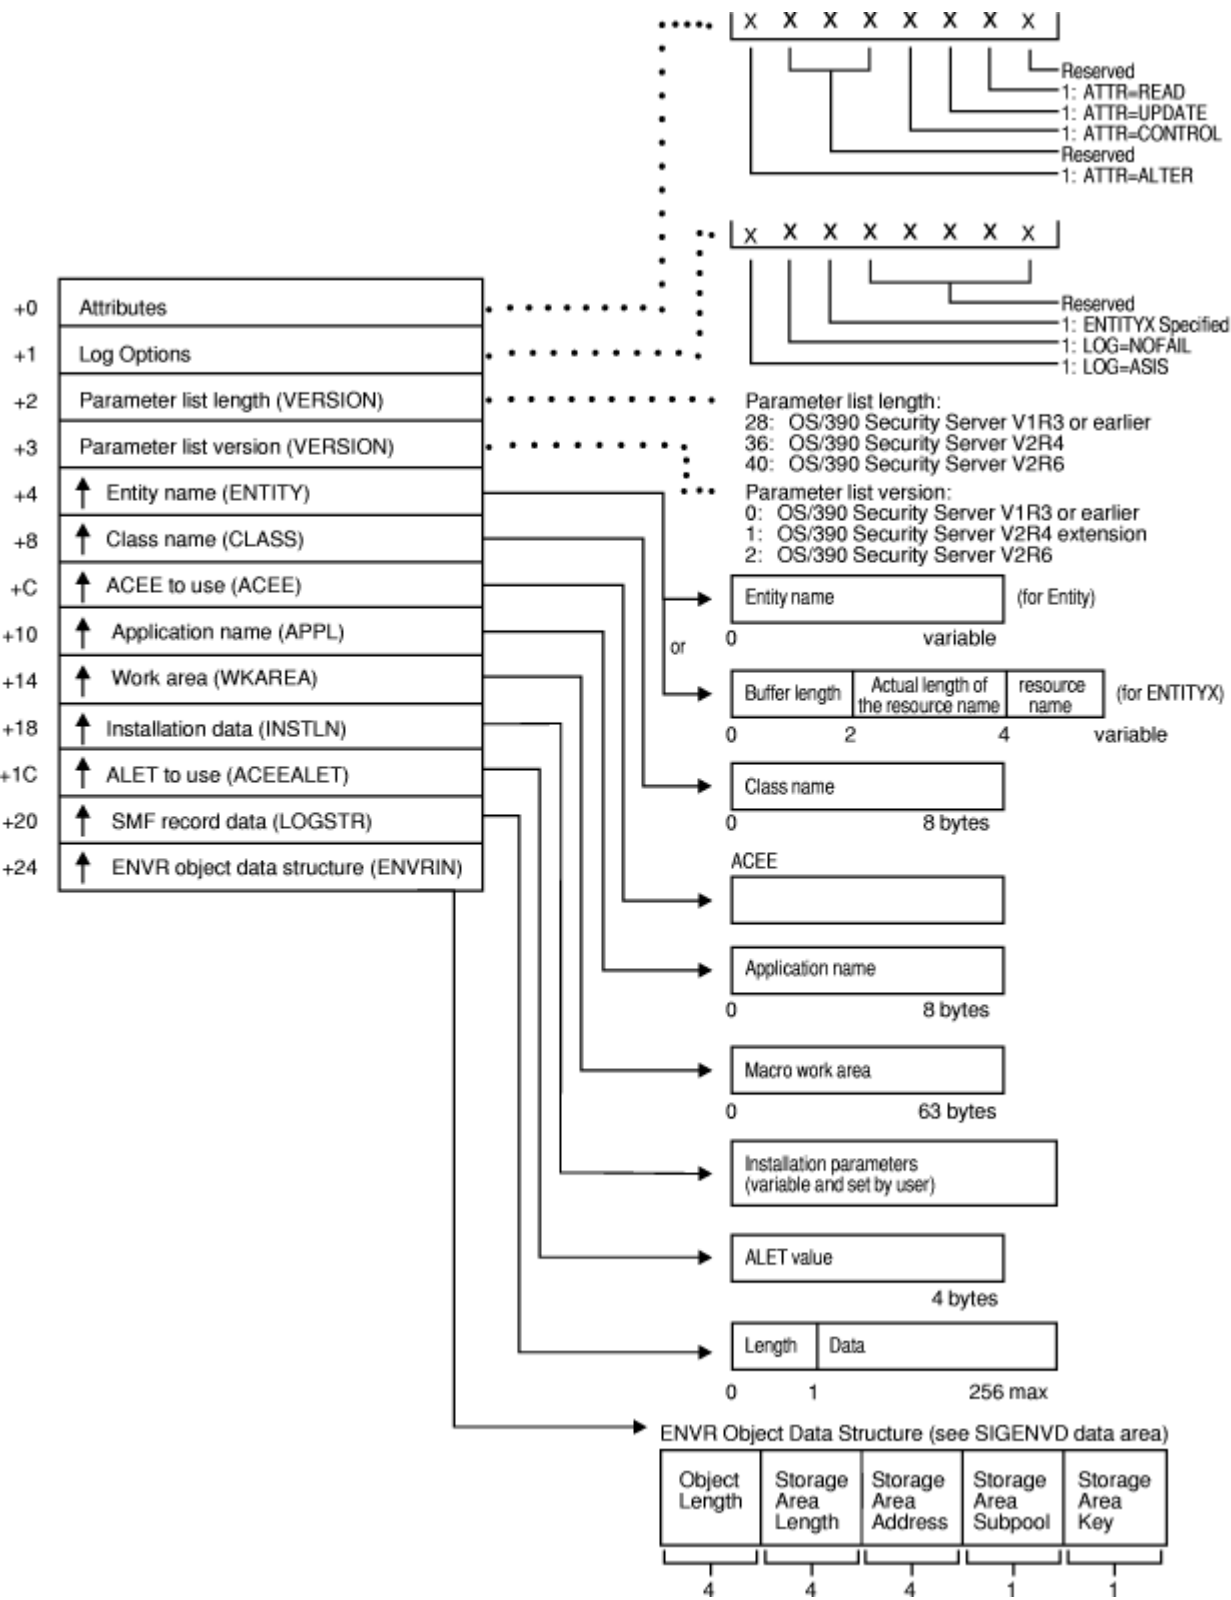 X X X X X X X X
Reserved
1: ATTR=READ
1: ATTR=UPDATE
1: ATTR=CONTROL
Reserved
1: ATTR=ALTER
X X X X X X X X
Reserved
1: ENTITYX Specified
1: LOG=NOFAIL
1: LOG=ASIS
+0 Attributes
+1 Log Options
+2 Parameter list length (VERSION)
+3 Parameter list version (VERSION)
+4 Entity name (ENTITY)
+8 Class name (CLASS)
+C ACEE to use (ACEE)
+10 Application name (APPL)
+14 Work area (WKAREA)
+18 Installation data (INSTLN)
+1C ALET to use (ACEEALET)
+20 SMF record data (LOGSTR)
+24 ENVR object data structure (ENVRIN)
Parameter list length:
28: OS/390 Security Server V1R3 or earlier
36: OS/390 Security Server V2R4
40: OS/390 Security Server V2R6
Parameter list version:
0: OS/390 Security Server V1R3 or earlier
1: OS/390 Security Server V2R4 extension
2: OS/390 Security Server V2R6
Entity name (for Entity)
0 variable
or
Buffer length
Actual length of
the resource name
resource
name
(for ENTITYX)
0 2 4 variable
Class name
0 8 bytes
ACEE
Application name
0 8 bytes
Macro work area
0 63 bytes
Installation parameters
(variable and set by user)
ALET value
4 bytes
Length Data
0 1 256 max
ENVR Object Data Structure (see SIGENVD data area)
Object
Length
Storage
Area
Length
Storage
Area
Address
Storage
Area
Subpool
Storage
Area
Key
4 4 4 1 1